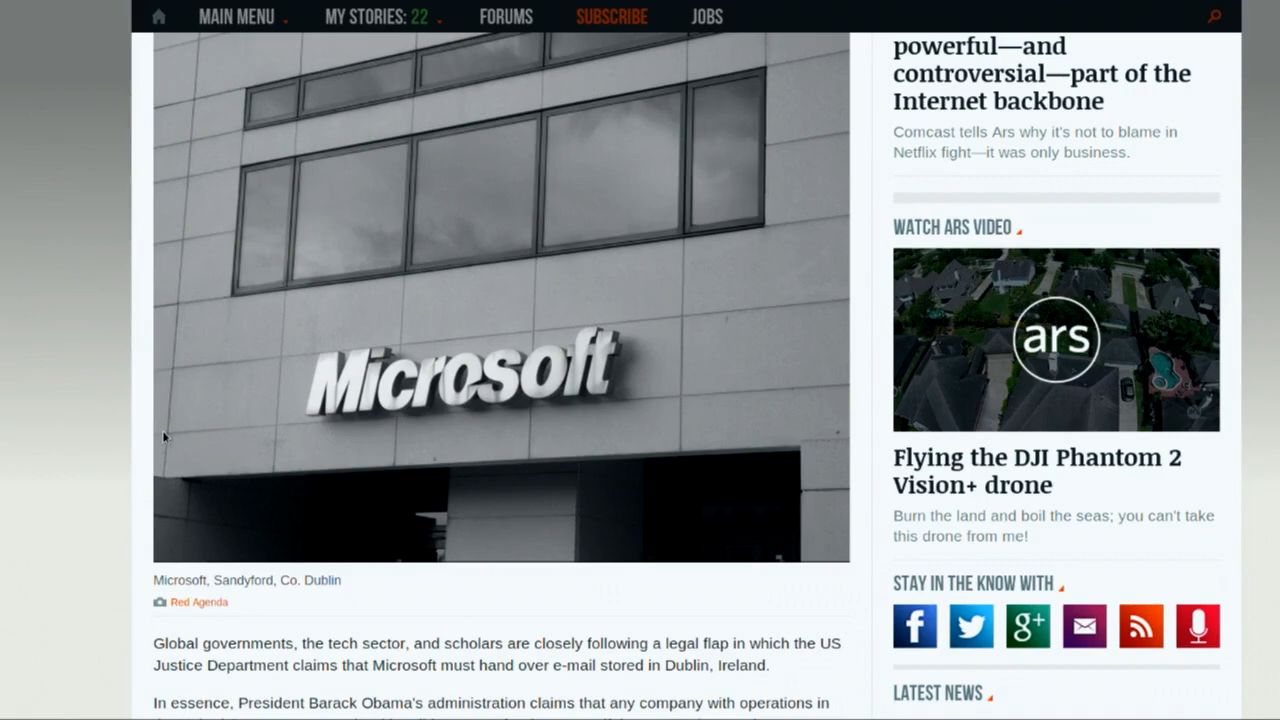 MAIN MENU
MY STORIES: 22
FORUMS
SUBSCRIBE
JOBS
Microsoft
Microsoft, Sandyford, Co. Dublin
Red Agenda
Global governments, the tech sector, and scholars are closely following a legal flap in which the US
Justice Department claims that Microsoft must hand over e-mail stored in Dublin, Ireland.
In essence, President Barack Obama's administration claims that any company with operations in
powerful—and
controversial—part of the
Internet backbone
Comcast tells Ars why it's not to blame in
Netflix fight—it was only business.
WATCH ARS VIDEO
ars
Flying the DJI Phantom 2
Vision+ drone
Burn the land and boil the seas; you can't take
this drone from me!
STAY IN THE KNOW WITH
f
g+
LATEST NEWS